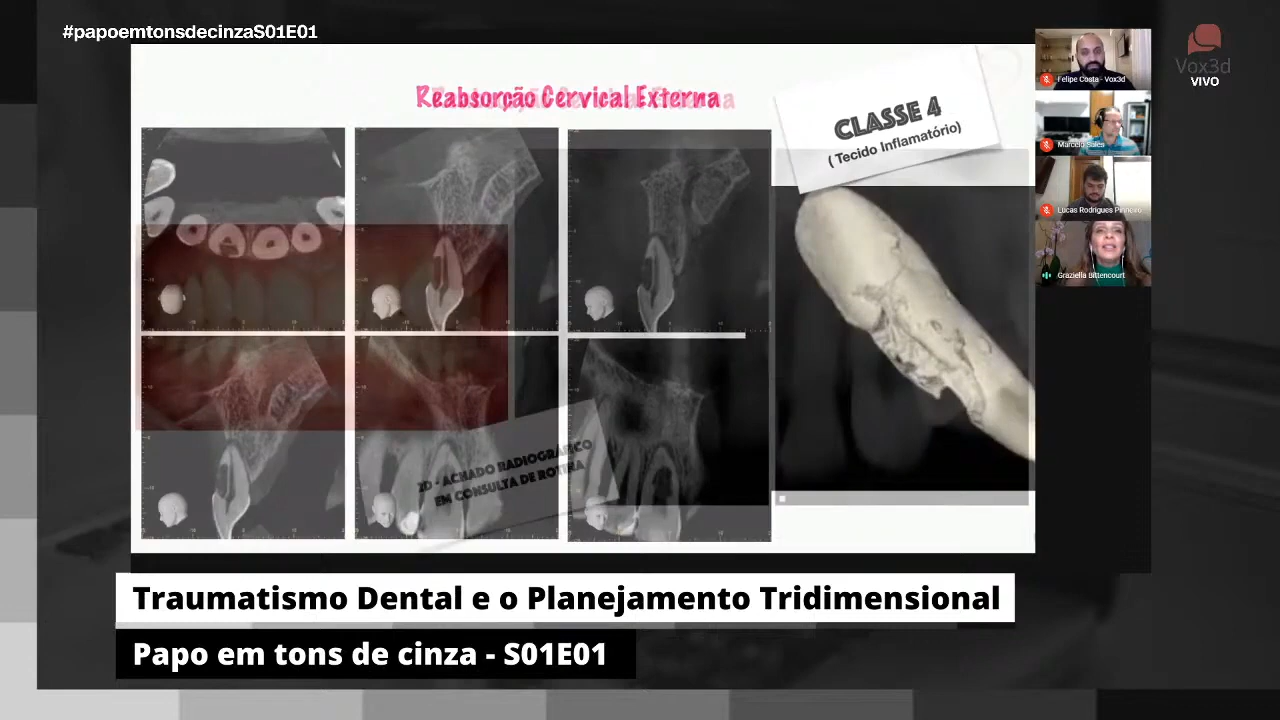 #papoemtonsdecinzaS01E01
Vox3d
VIVO
Reabsorção Cervical Externa
CLASSE 4
(Tecido Inflamatório)
Felipe Costa - Vox3d
Marcelo Sales
Lucas Rodrigues Pinheiro
Graziella Bittencourt
- ACHADO RADIOGRÁFICO
EM CONSULTA DE ROTINA
Traumatismo Dental e o Planejamento Tridimensional
Papo em tons de cinza - S01E01